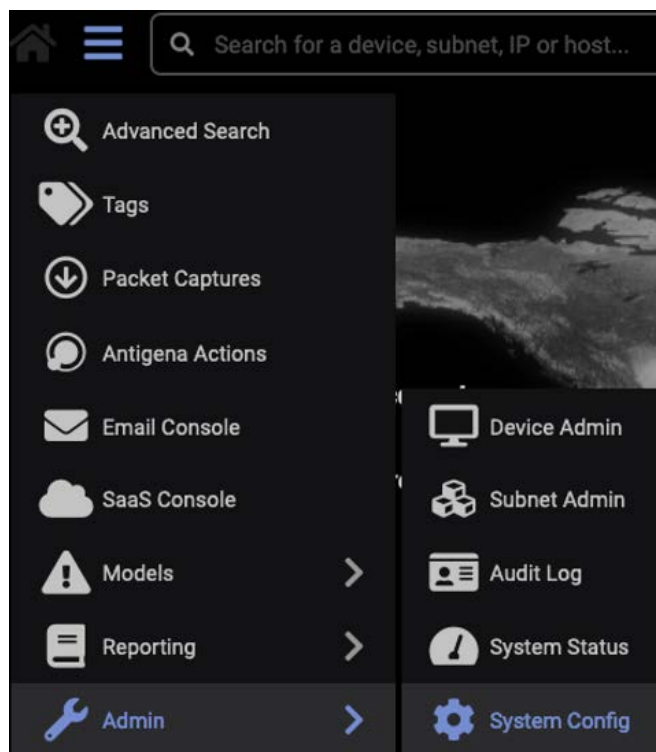 Search for a device, subnet, IP or host...
Advanced Search
Tags
Packet Captures
Antigena Actions
Email Console
SaaS Console
Models
Reporting
Admin
Device Admin
Subnet Admin
Audit Log
System Status
System Config